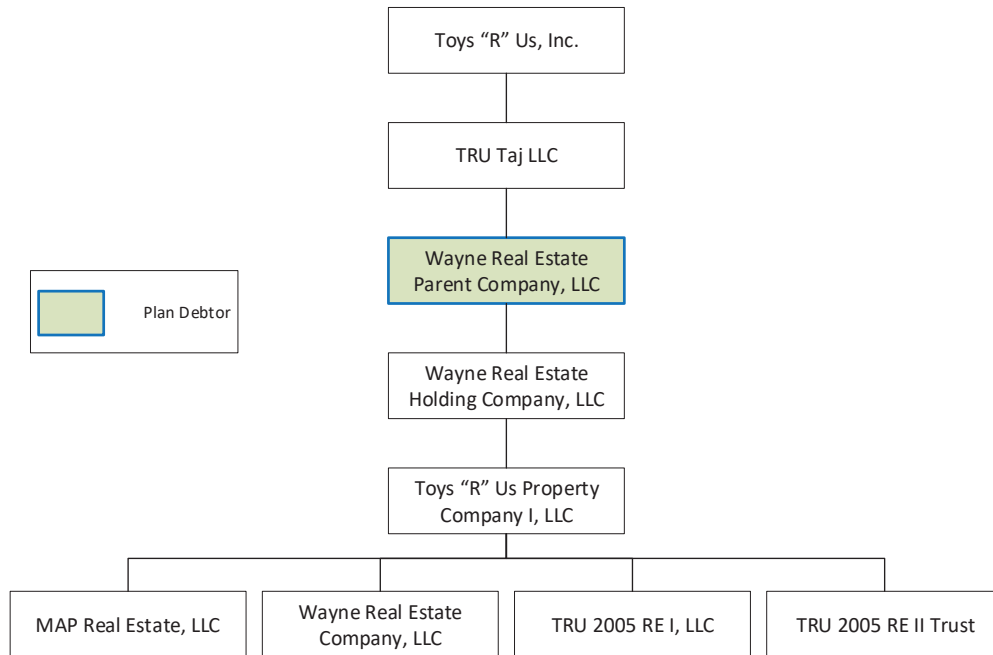 Toys “R” Us, Inc.
TRU Taj LLC
Wayne Real Estate
Parent Company, LLC
Plan Debtor
Wayne Real Estate
Holding Company, LLC
Toys “R” Us Property
Company I, LLC
MAP Real Estate, LLC
Wayne Real Estate
Company, LLC
TRU 2005 RE I, LLC
TRU 2005 RE II Trust